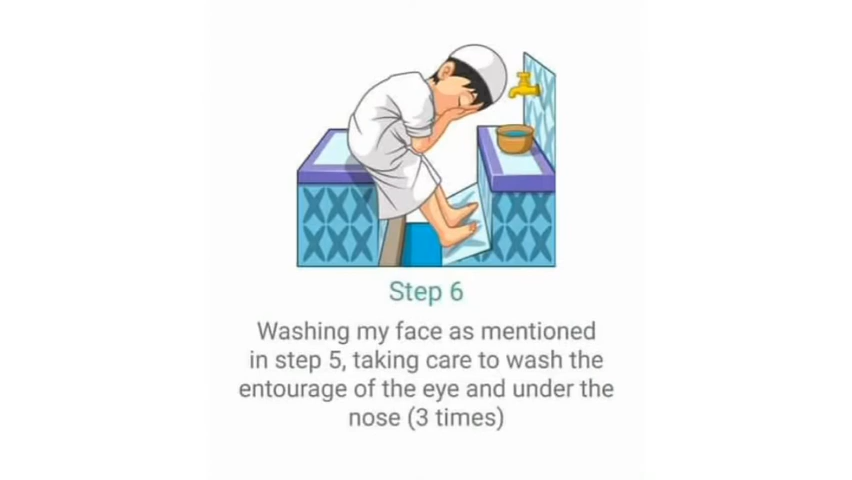 Step 6
Washing my face as mentioned
in step 5, taking care to wash the
entourage of the eye and under the
nose (3 times)